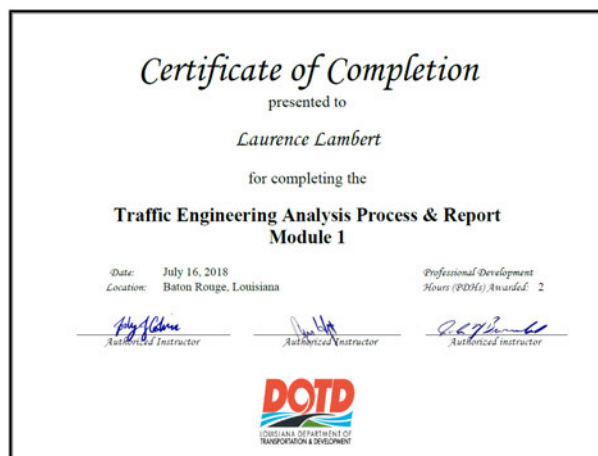 Certificate of Completion
presented to
Laurence Lambert
for completing the
Traffic Engineering Analysis Process & Report
Module 1
Date: July 16, 2018
Location: Baton Rouge, Louisiana
Professional Development
Hours (PDHs) Awarded: 2
Authorized Instructor
Authorized Instructor
Authorized instructor
DOTD
LOUISIANA DEPARTMENT OF
TRANSPORTATION & DEVELOPMENT